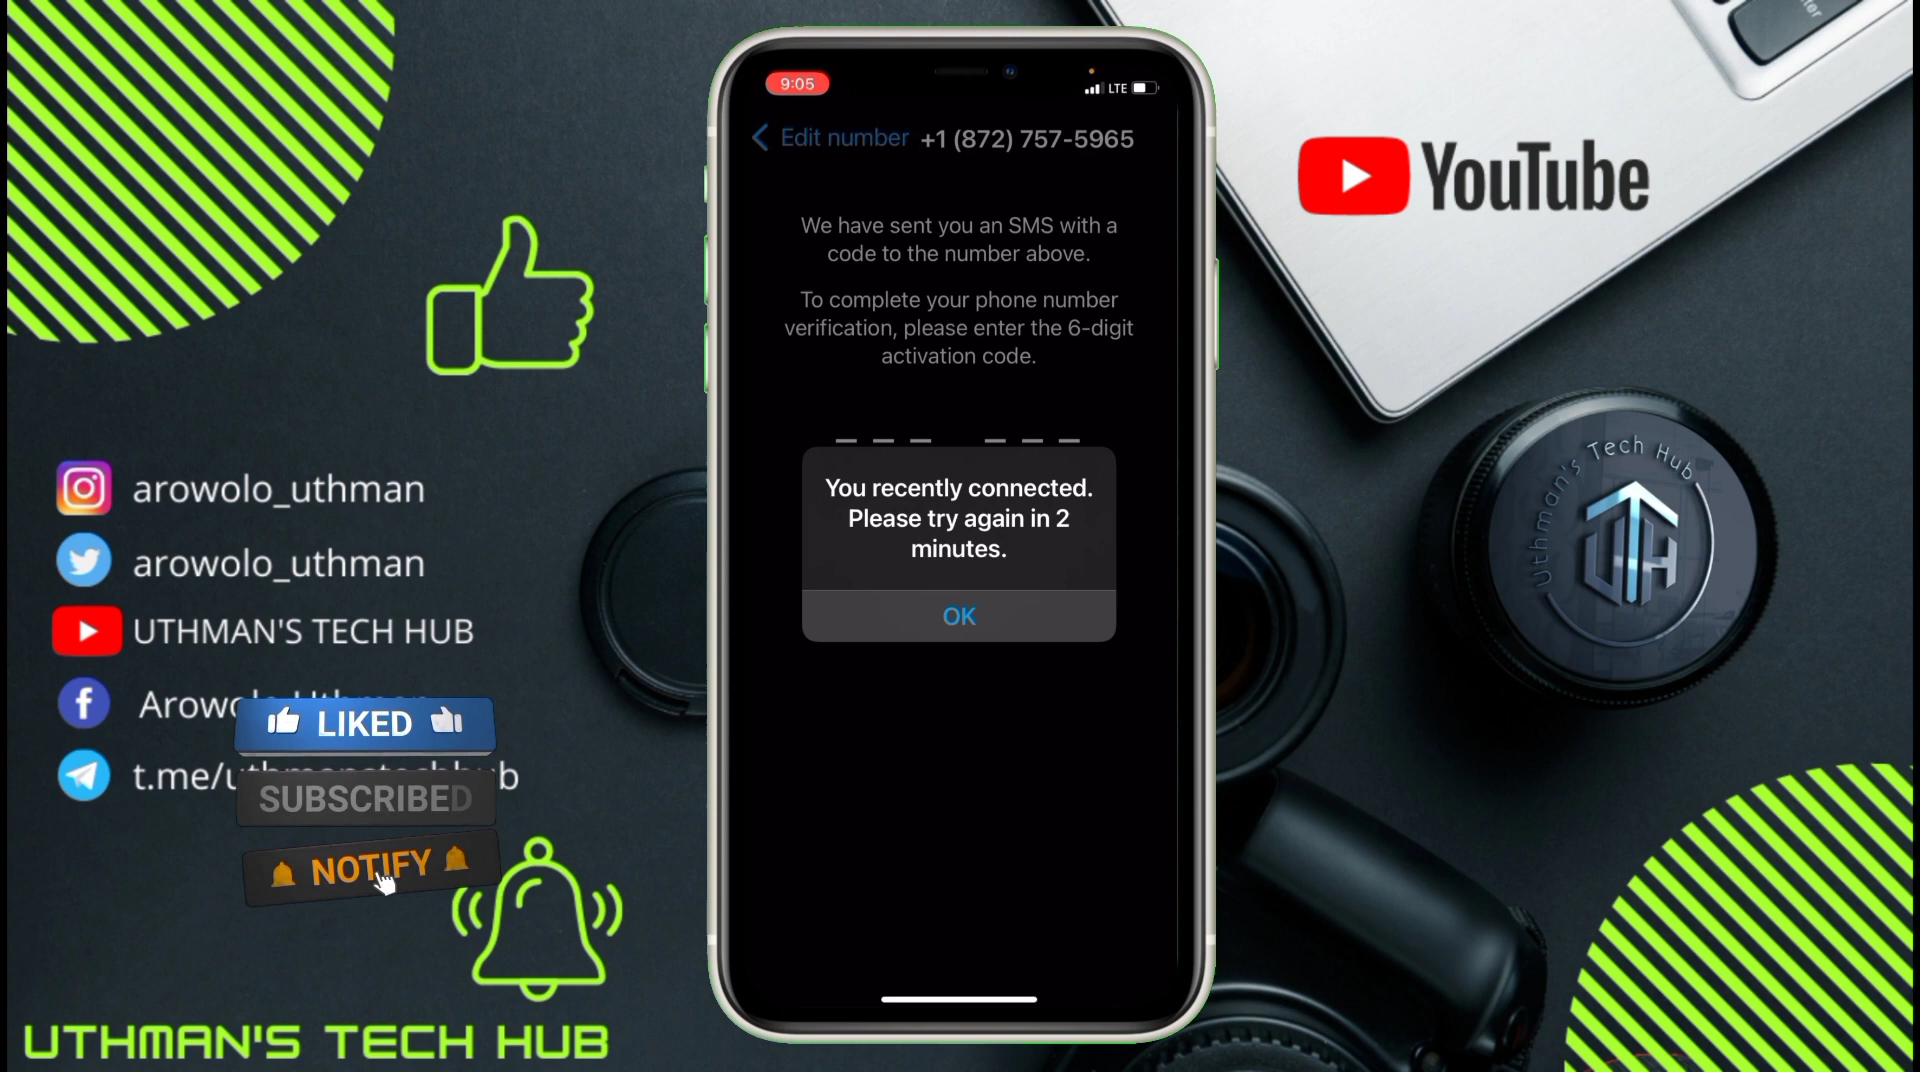 9:05
LTE
Edit number +1 (872) 757-5965
We have sent you an SMS with a
code to the number above.
To complete your phone number
verification, please enter the 6-digit
activation code.
You recently connected.
Please try again in 2
minutes.
OK
YouTube
Uthman's Tech Hub
UTH
arowolo_uthman
arowolo_uthman
UTHMAN'S TECH HUB
LIKED
SUBSCRIBED
NOTIFY
UTHMAN'S TECH HUB